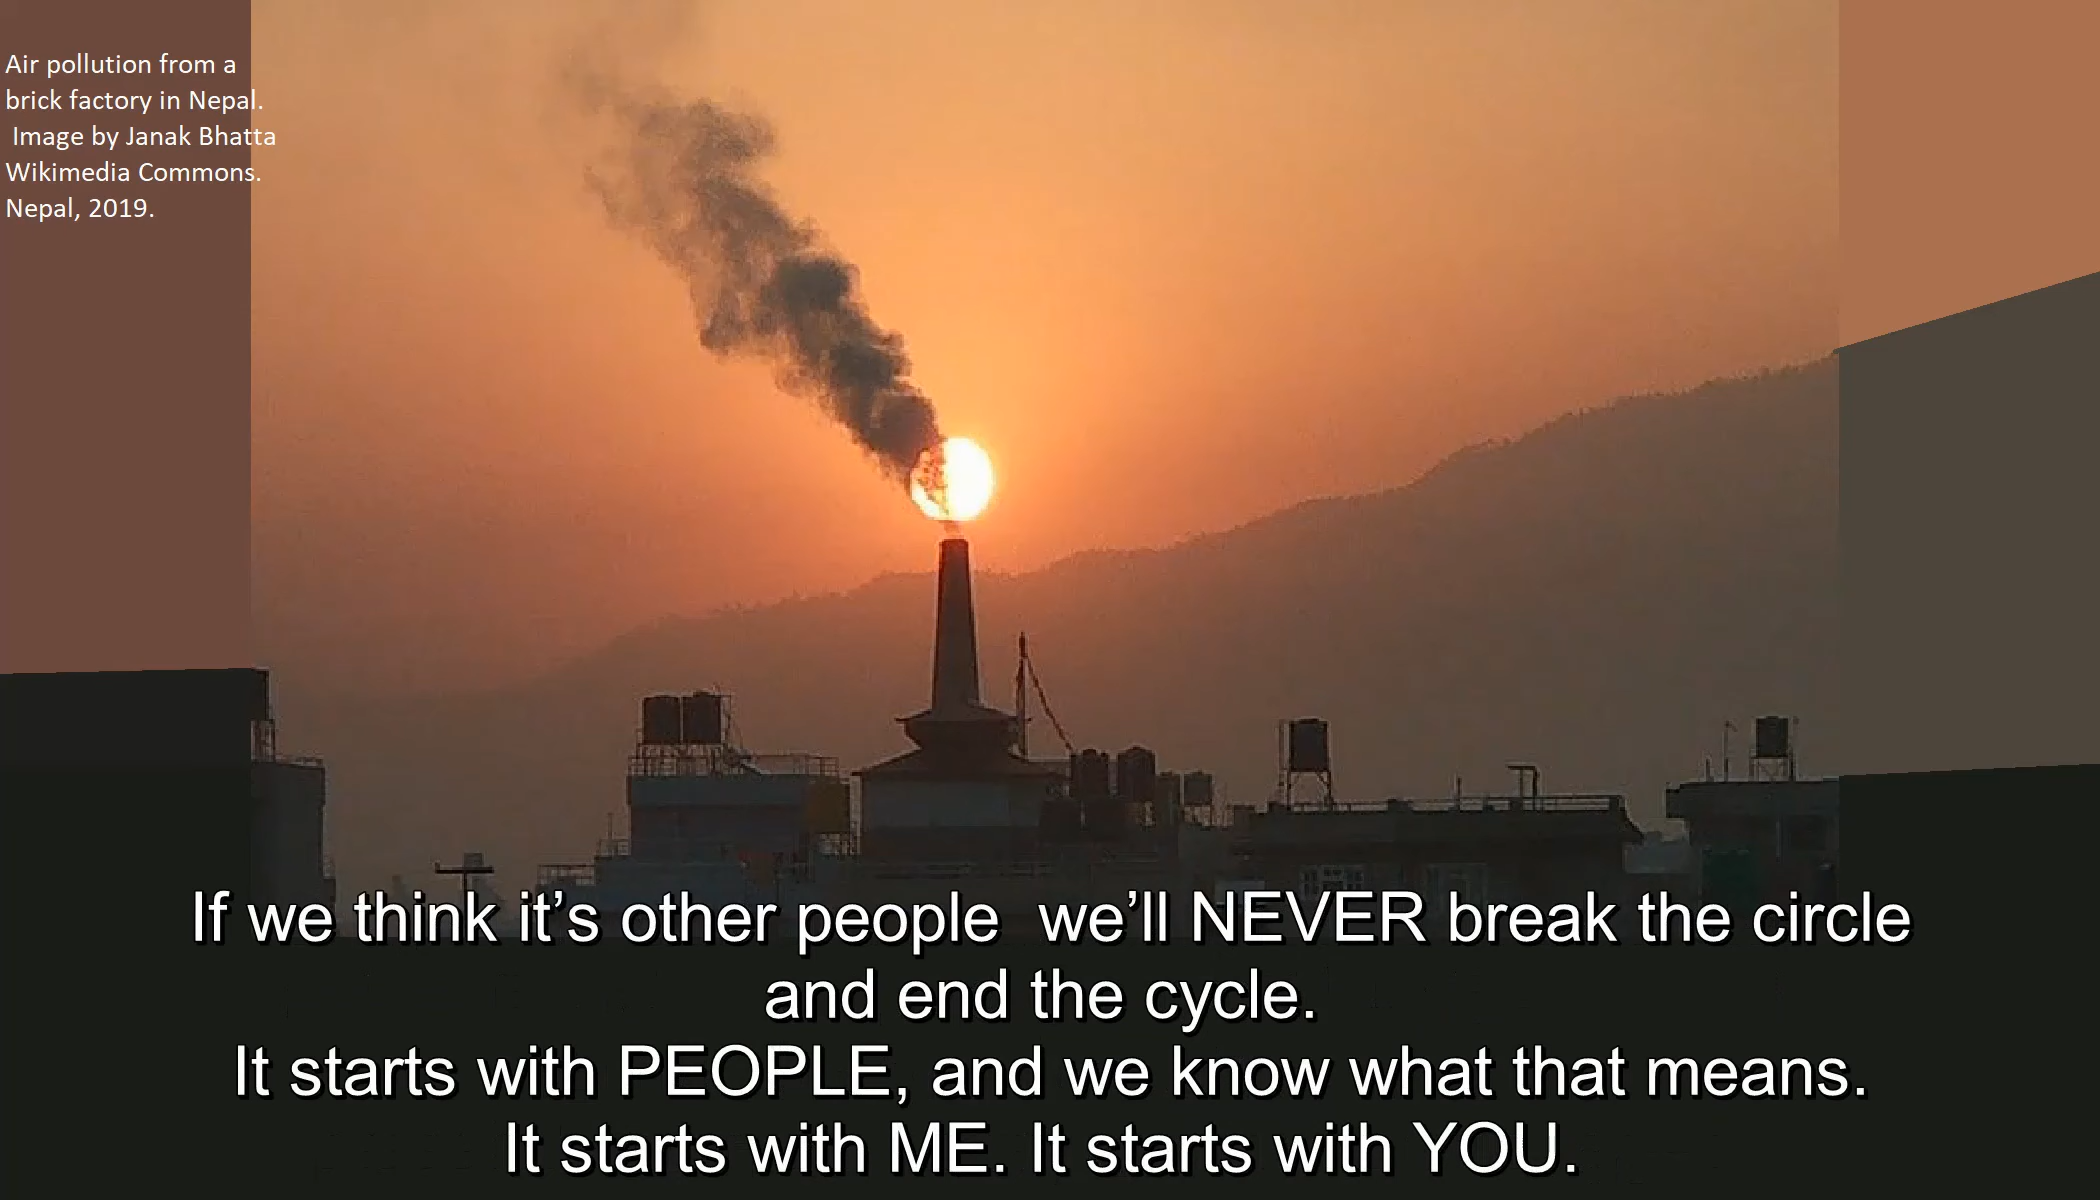 Air pollution from a
brick factory in Nepal.
Image by Janak Bhatta
Wikimedia Commons.
Nepal, 2019.
If we think it’s other people  we’ll NEVER break the circle
and end the cycle.
It starts with PEOPLE, and we know what that means.
It starts with ME. It starts with YOU.